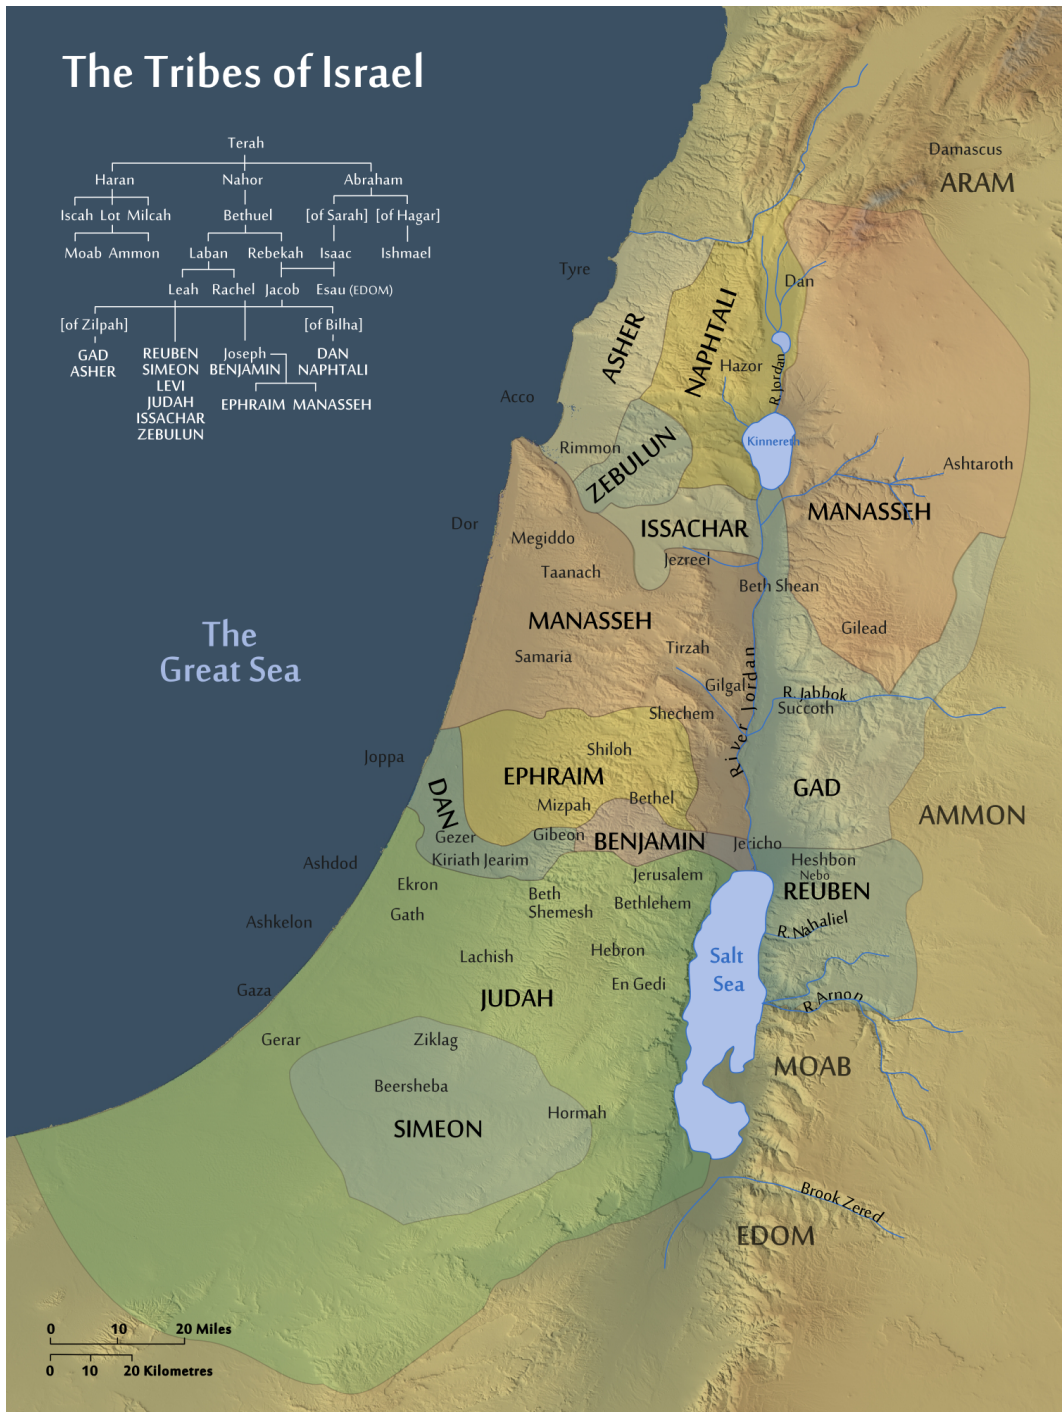 The Tribes of Israel
Terah
Haran Nahor Abraham
Iscah Lot Milcah Bethuel [of Sarah] [of Hagar]
Moab Ammon Laban Rebekah Isaac Ishmael
Leah Rachel Jacob Esau (EDOM)
[of Zilpah] [of Bilha]
GAD
ASHER
REUBEN
SIMEON
LEVI
JUDAH
ISSACHAR
ZEBULUN
Joseph
BENJAMIN
DAN
NAPHTALI
EPHRAIM MANASSEH
Damascus
ARAM
Tyre
Dan
ASHER
NAPHTALI
Hazor
R. Jordan
Acco
Kinnereth
Rimmon
ZEBULUN
Ashtaroth
MANASSEH
Dor
ISSACHAR
Megiddo
Jezreel
Taanach
Beth Shean
MANASSEH
Gilead
The
Great Sea
Samaria
Tirzah
Gilgal
River Jordan
R. Jabbok
Succoth
Shechem
Joppa
Shiloh
EPHRAIM
DAN
GAD
Mizpah
Bethel
AMMON
Gezer
Gibeon
BENJAMIN
Jericho
Ashdod
Kiriath Jearim
Heshbon
Nebo
Jerusalem
REUBEN
Ekron
Beth
Shemesh
Bethlehem
Gath
Ashkelon
R. Nahaliel
Lachish
Hebron
Salt
Sea
En Gedi
Gaza
JUDAH
R. Arnon
Gerar
Ziklag
MOAB
Beersheba
Hormah
SIMEON
Brook Zered
EDOM
0 10 20 Miles
0 10 20 Kilometres